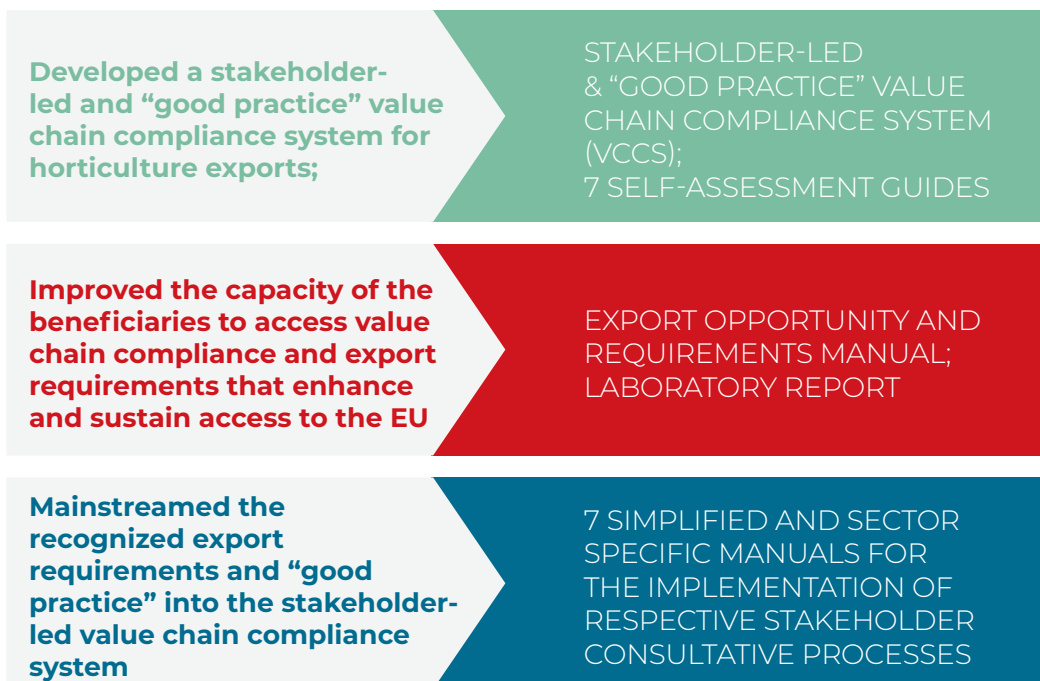 Developed a stakeholder-
led and “good practice” value
chain compliance system for
horticulture exports;
STAKEHOLDER-LED
& “GOOD PRACTICE” VALUE
CHAIN COMPLIANCE SYSTEM
(VCCS);
7 SELF-ASSESSMENT GUIDES
Improved the capacity of the
beneficiaries to access value
chain compliance and export
requirements that enhance
and sustain access to the EU
EXPORT OPPORTUNITY AND
REQUIREMENTS MANUAL;
LABORATORY REPORT
Mainstreamed the
recognized export
requirements and “good
practice” into the stakeholder-
led value chain compliance
system
7 SIMPLIFIED AND SECTOR
SPECIFIC MANUALS FOR
THE IMPLEMENTATION OF
RESPECTIVE STAKEHOLDER
CONSULTATIVE PROCESSES